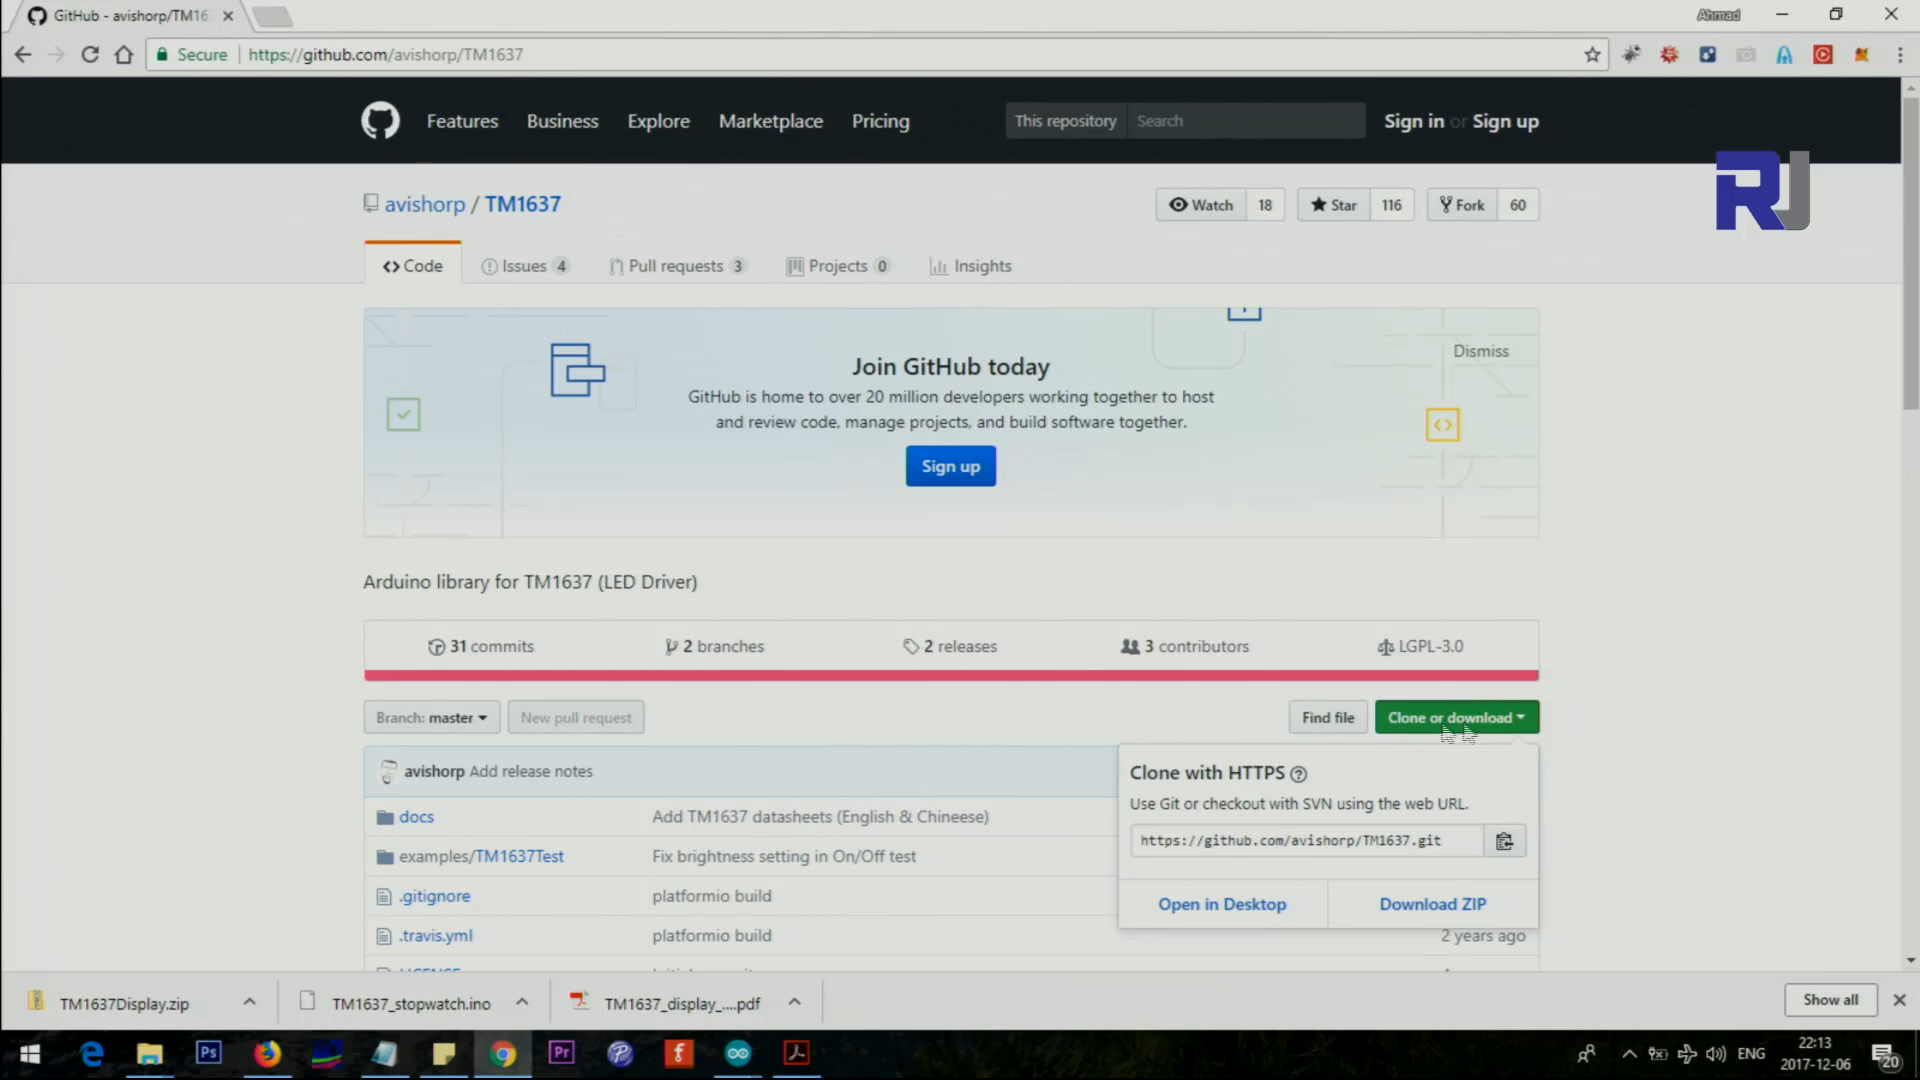 GitHub - avishorp/TM16
Ahmad
Secure https://github.com/avishorp/TM1637
Features Business Explore Marketplace Pricing This repository Search Sign in or Sign up
RJ
avishorp / TM1637
Watch 18 Star 116 Fork 60
Code Issues 4 Pull requests 3 Projects 0 Insights
Join GitHub today
Dismiss
GitHub is home to over 20 million developers working together to host
and review code, manage projects, and build software together.
Sign up
Arduino library for TM1637 (LED Driver)
31 commits 2 branches 2 releases 3 contributors LGPL-3.0
Branch: master New pull request Find file Clone or download
avishorp Add release notes
Clone with HTTPS
Use Git or checkout with SVN using the web URL.
https://github.com/avishorp/TM1637.git
Open in Desktop Download ZIP
docs Add TM1637 datasheets (English & Chineese)
examples/TM1637Test Fix brightness setting in On/Off test
.gitignore platformio build
.travis.yml platformio build 2 years ago
TM1637Display.zip TM1637_stopwatch.ino TM1637_display_....pdf Show all
Ps Pr f
ENG 22:13
2017-12-06
20